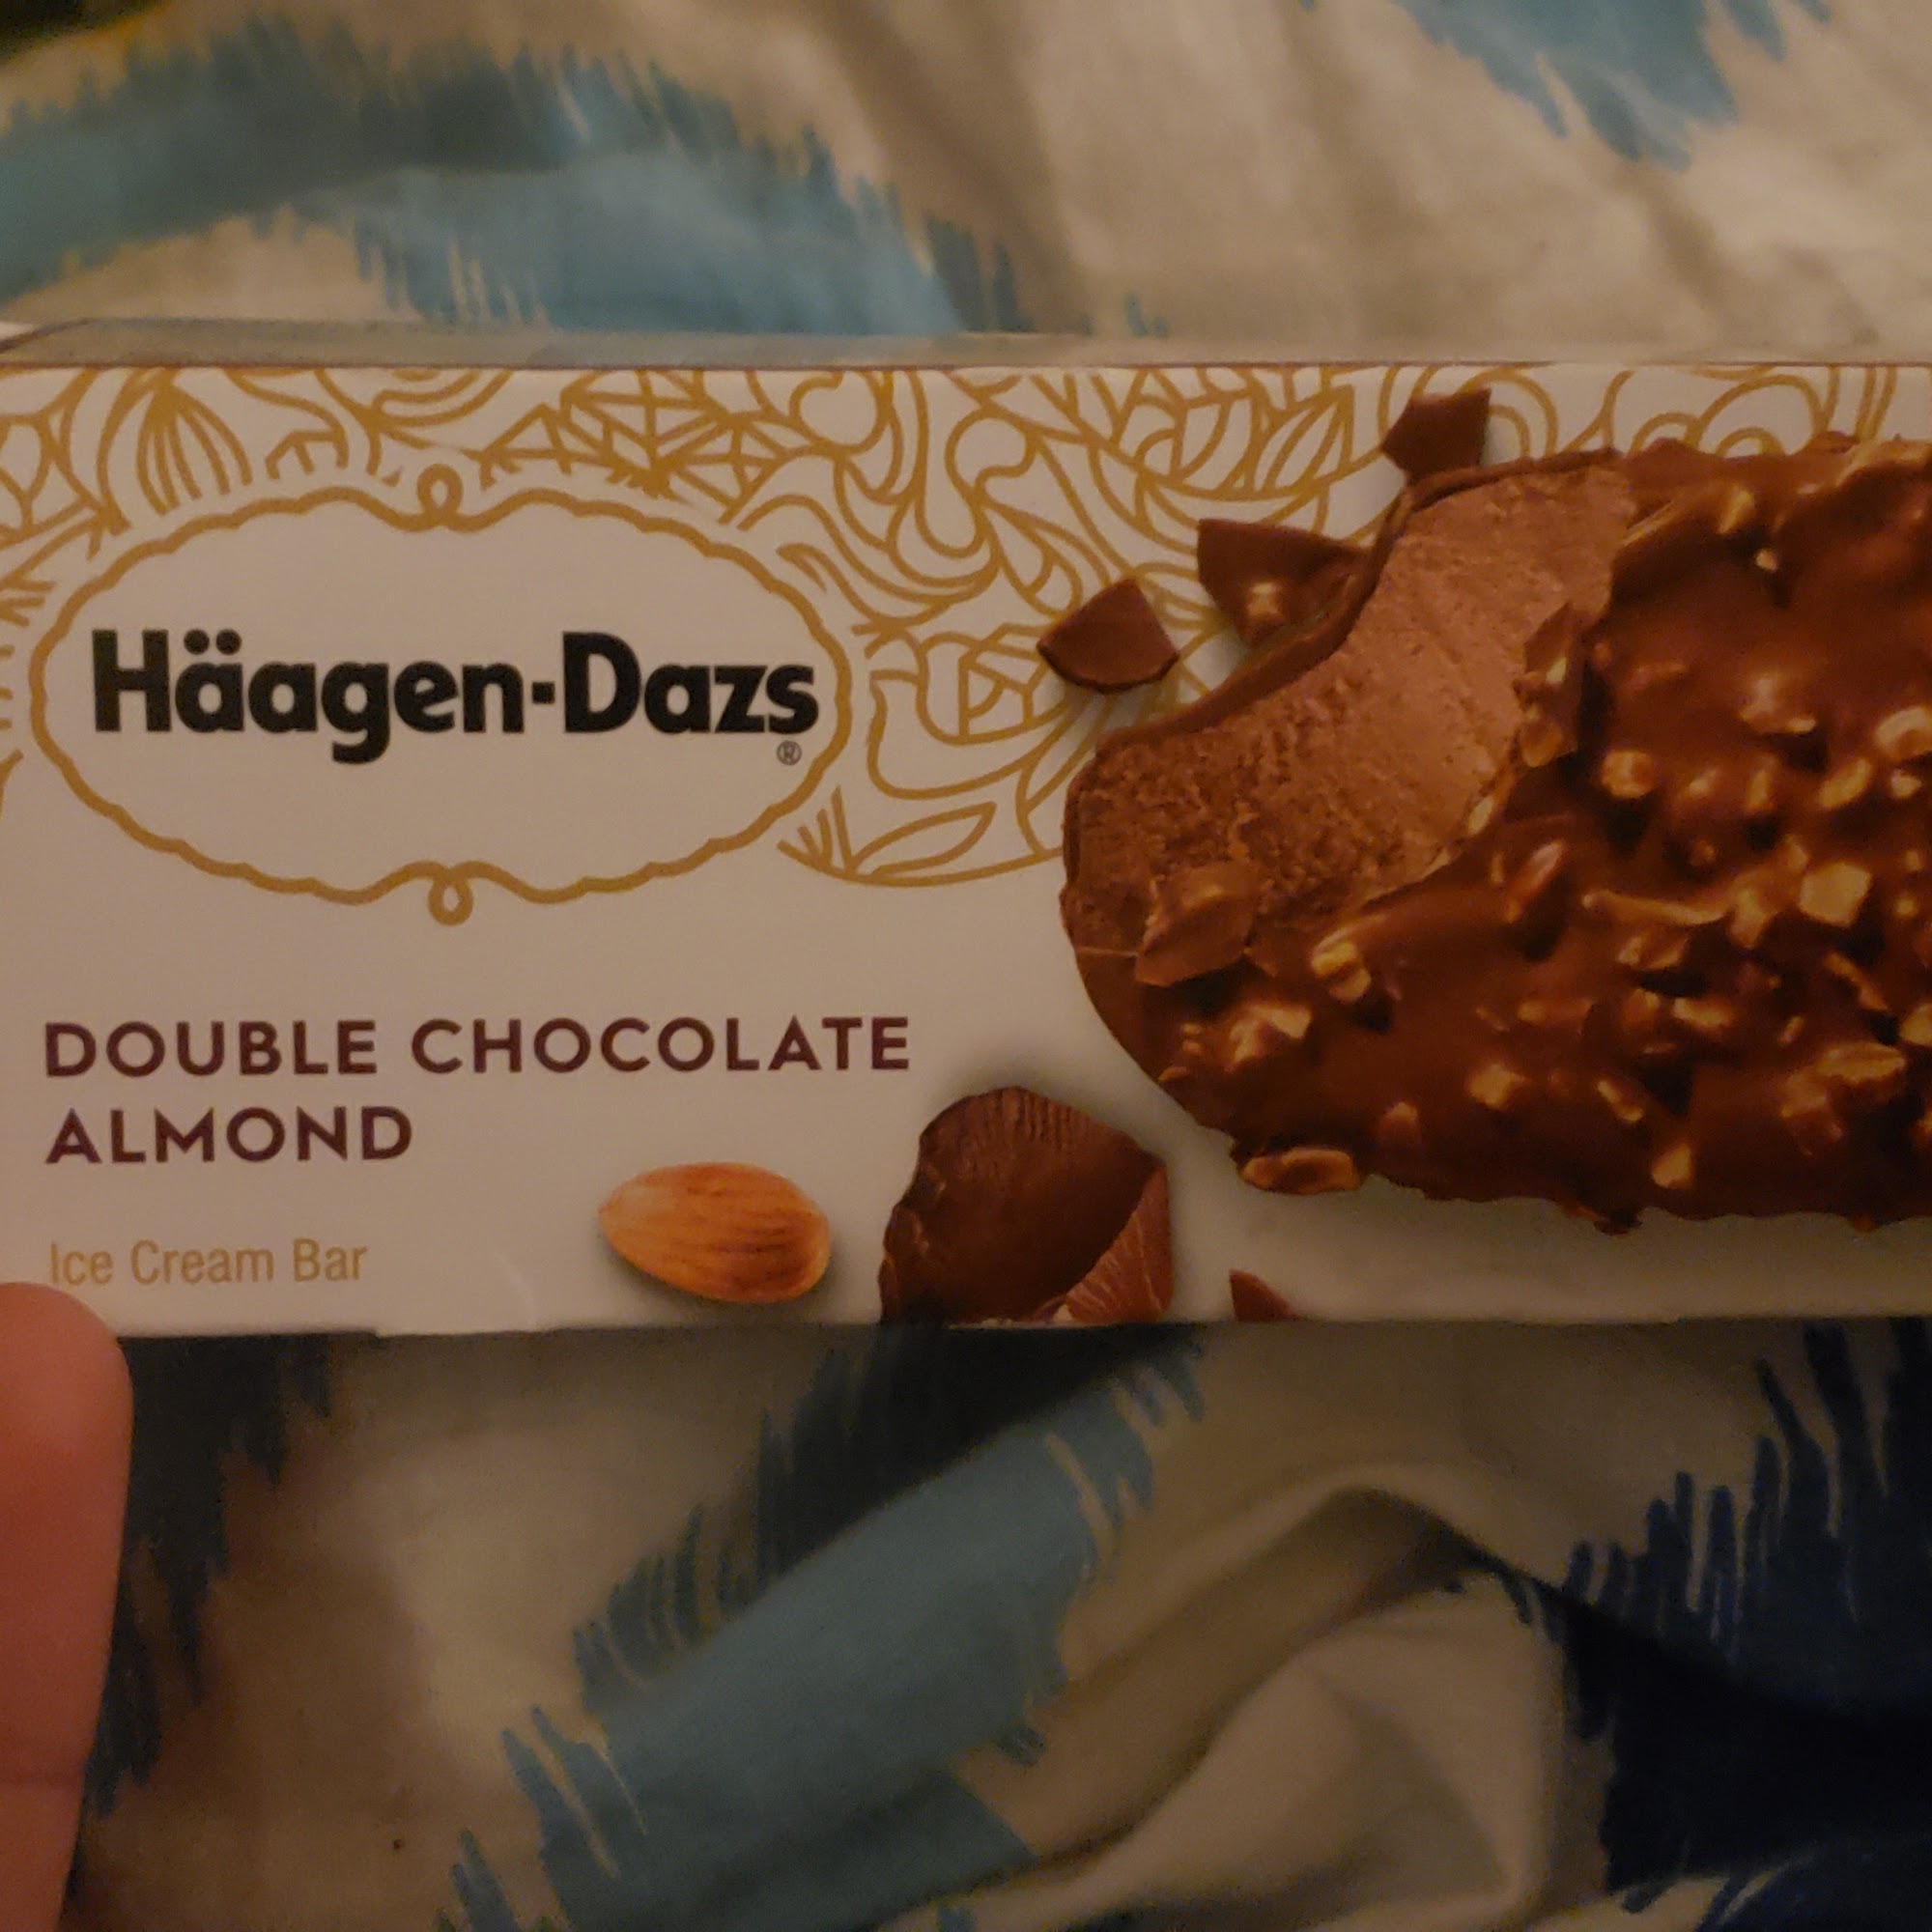 Häagen-Dazs
®
DOUBLE CHOCOLATE
ALMOND
Ice Cream Bar